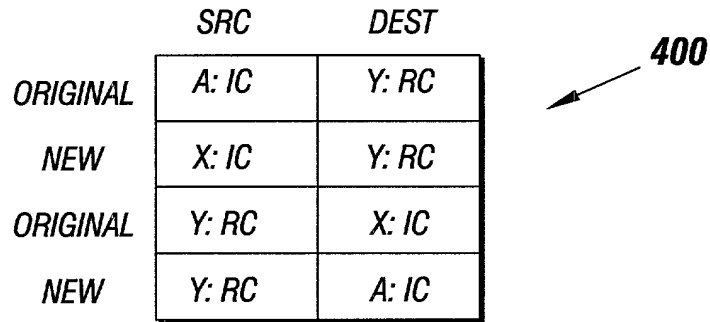 SRC DEST
400
ORIGINAL A: IC Y: RC
NEW X: IC Y: RC
ORIGINAL Y: RC X: IC
NEW Y: RC A: IC